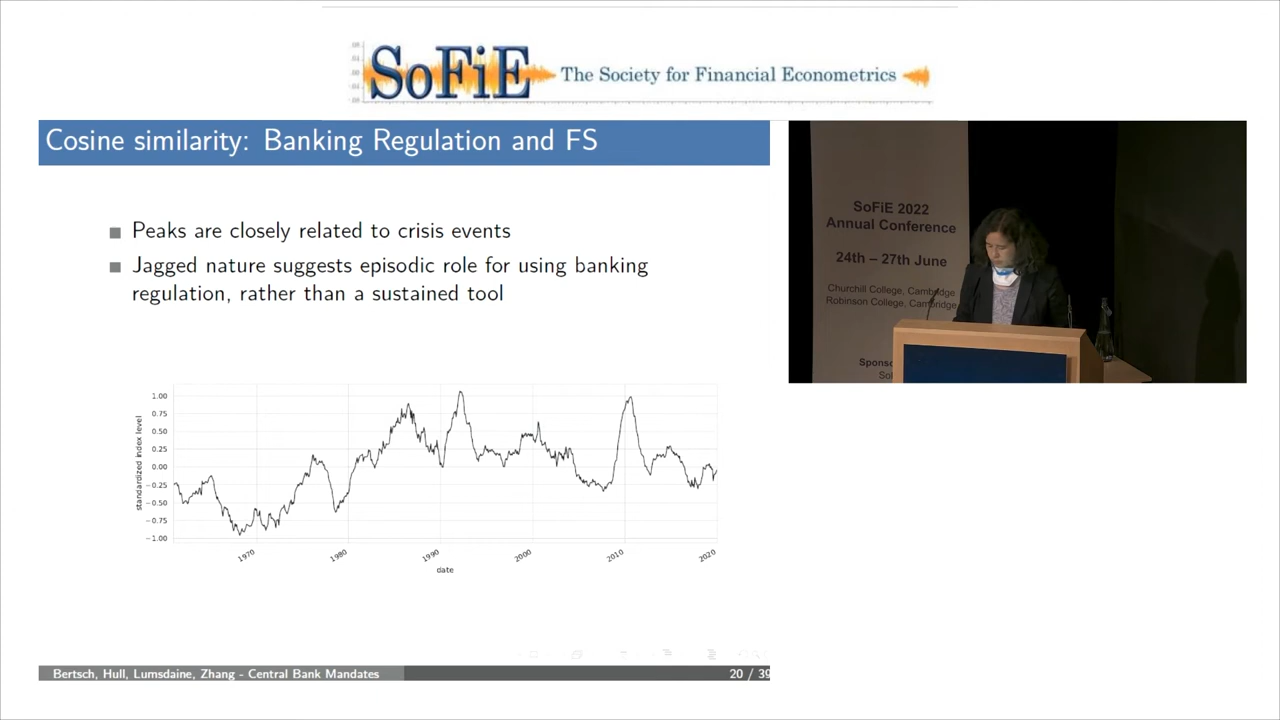 SoFiE
The Society for Financial Econometrics
Cosine similarity: Banking Regulation and FS
Peaks are closely related to crisis events
Jagged nature suggests episodic role for using banking
regulation, rather than a sustained tool
standardized index level
1.00
0.75
0.50
0.25
0.00
−0.25
−0.50
−0.75
−1.00
1970
1980
1990
2000
2010
2020
date
Bertsch, Hull, Lumsdaine, Zhang - Central Bank Mandates
20 / 39
SoFiE 2022
Annual Conference
24th – 27th June
Churchill College, Cambridge
Robinson College, Cambridge